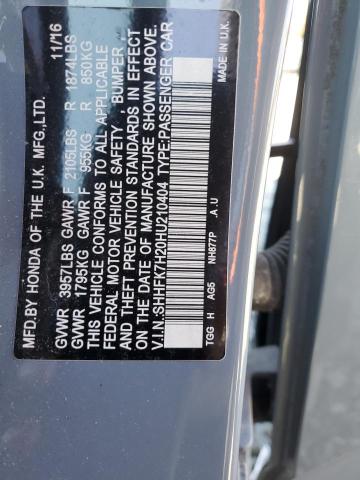 MFD.BY HONDA OF THE U.K. MFG.,LTD. 11/16
GVWR 3957LBS GAWR F 2105LBS R 1874LBS
GVWR 1795KG GAWR F 955KG R 850KG
THIS VEHICLE CONFORMS TO ALL APPLICABLE
FEDERAL MOTOR VEHICLE SAFETY BUMPER,
AND THEFT PREVENTION STANDARDS IN EFFECT
ON THE DATE OF MANUFACTURE SHOWN ABOVE.
V.I.N.:SHHFK7H20HU210404 TYPE:PASSENGER CAR
TGG H AG5 NH877P .A.U MADE IN U.K.